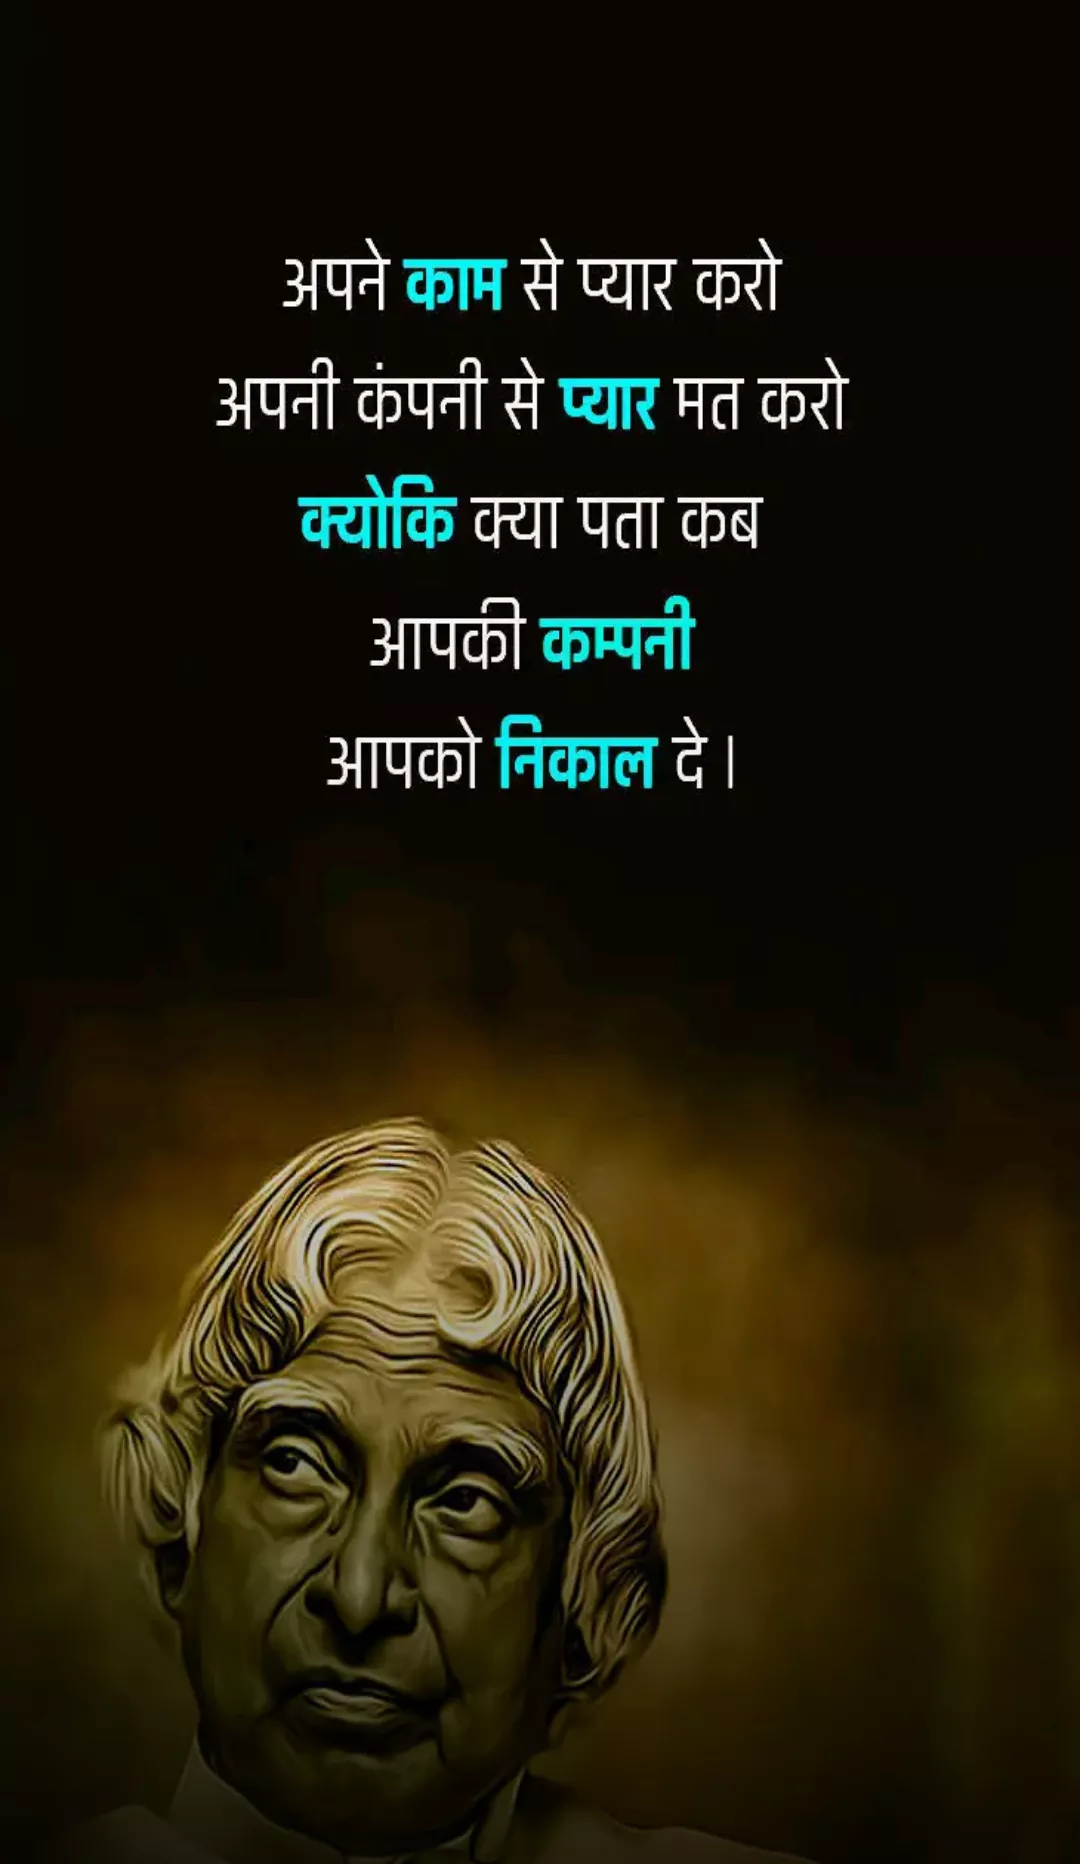 अपने काम से प्यार करो
अपनी कंपनी से प्यार मत करो
क्योकि क्या पता कब
आपकी कम्पनी
आपको निकाल दे।